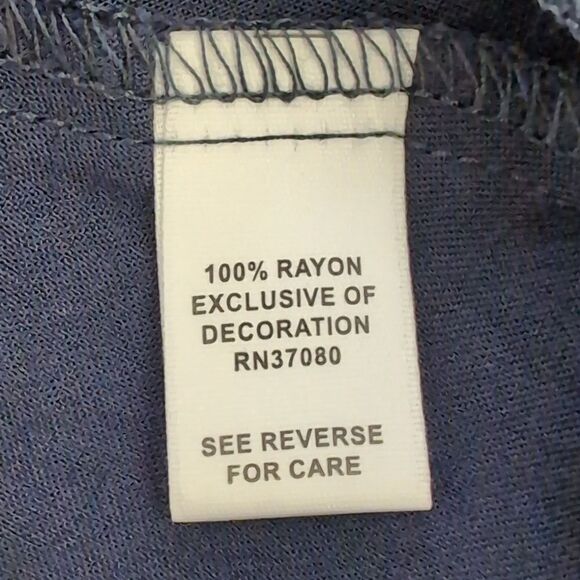 100% RAYON
EXCLUSIVE OF
DECORATION
RN37080
SEE REVERSE
FOR CARE